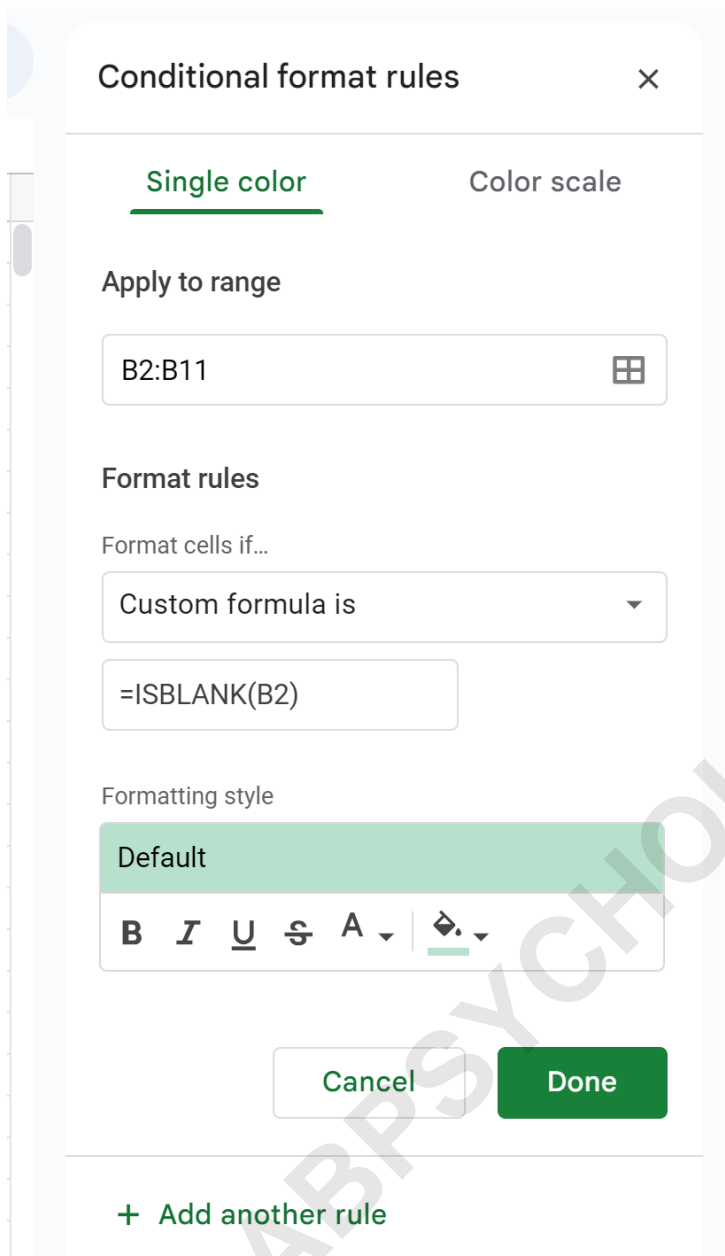 Conditional format rules
Single color Color scale
Apply to range
B2:B11
Format rules
Format cells if…
Custom formula is
=ISBLANK(B2)
Formatting style
Default
B I U S A
Cancel Done
+ Add another rule